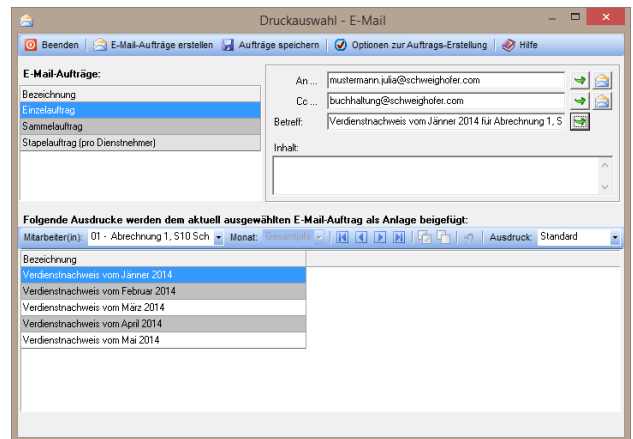 Druckauswahl - E-Mail
Beenden E-Mail-Aufträge erstellen Aufträge speichern Optionen zur Auftrags-Erstellung Hilfe
E-Mail-Aufträge:
Bezeichnung
Einzelauftrag
Sammelauftrag
Stapelauftrag (pro Dienstnehmer)
An ... mustermann.julia@schweighofer.com
Cc ... buchhaltung@schweighofer.com
Betreff: Verdienstnachweis vom Jänner 2014 für Abrechnung 1, S
Inhalt:
Folgende Ausdrucke werden dem aktuell ausgewählten E-Mail-Auftrag als Anlage beigefügt:
Mitarbeiter(in): 01 - Abrechnung 1, S10 Sch Monat: Gesamtjahr Ausdruck: Standard
Bezeichnung
Verdienstnachweis vom Jänner 2014
Verdienstnachweis vom Februar 2014
Verdienstnachweis vom März 2014
Verdienstnachweis vom April 2014
Verdienstnachweis vom Mai 2014